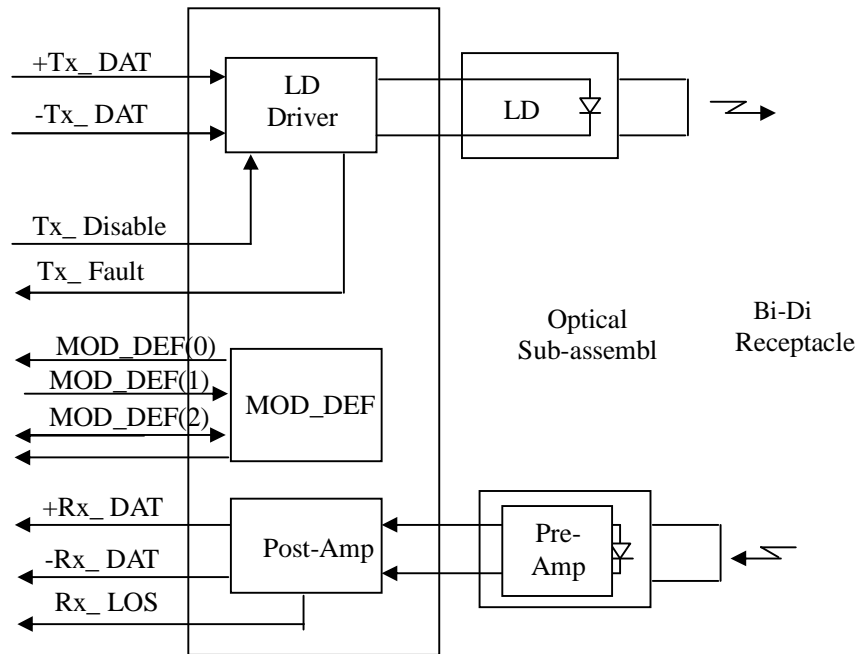 +Tx_ DAT
LD
Driver
-Tx_ DAT
LD
Tx_ Disable
Tx_ Fault
Optical
Sub-assembl
Bi-Di
Receptacle
MOD_DEF(0)
MOD_DEF(1)
MOD_DEF
MOD_DEF(2)
+Rx_ DAT
Post-Amp
Pre-
Amp
-Rx_ DAT
Rx_ LOS